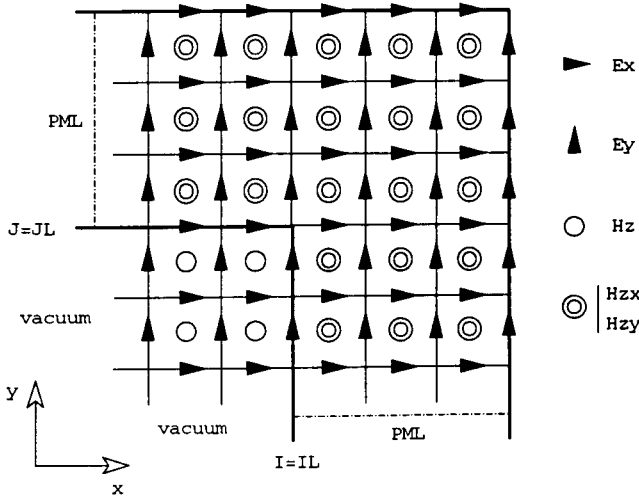 Ex
PML
Ey
J=JL
Hz
Hzx
Hzy
vacuum
y
vacuum
PML
I=IL
x